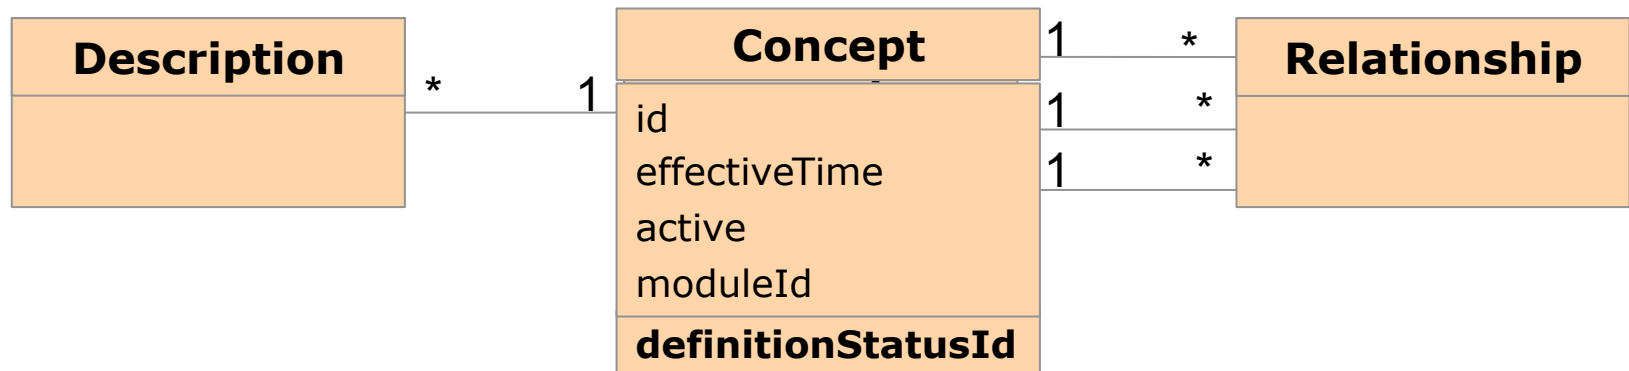 Description
* 1
Concept
id
effectiveTime
active
moduleId
definitionStatusId
1 *
1 *
1 *
Relationship